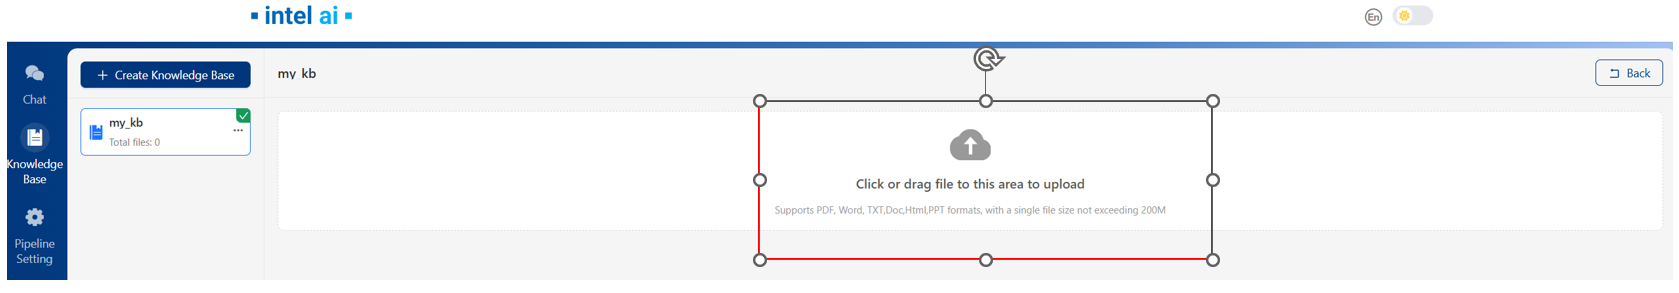 intel ai
En
Chat
Knowledge
Base
Pipeline
Setting
+ Create Knowledge Base
my_kb
Total files: 0
my_kb
Back
Click or drag file to this area to upload
Supports PDF, Word, TXT,Doc,Html,PPT formats, with a single file size not exceeding 200M